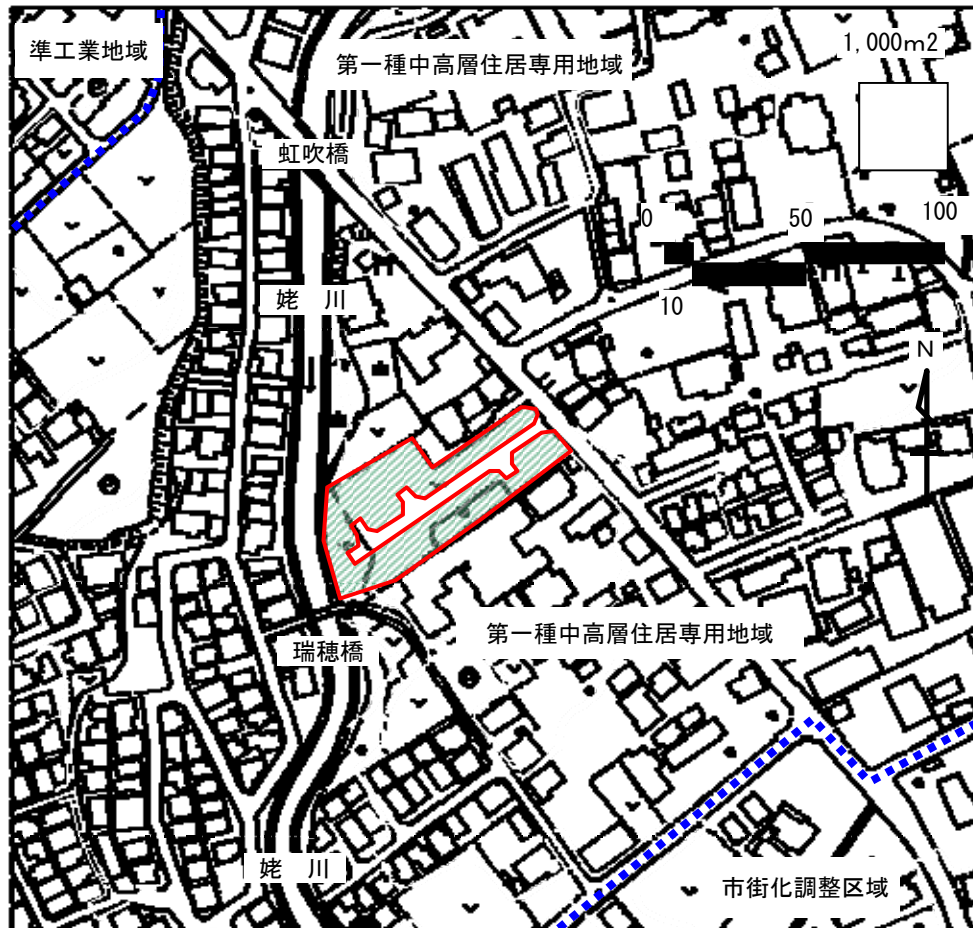 準工業地域
第一種中高層住居専用地域
1,000m2
虹吹橋
0 50 100
姥 川
10
N
第一種中高層住居専用地域
瑞穂橋
姥 川
市街化調整区域